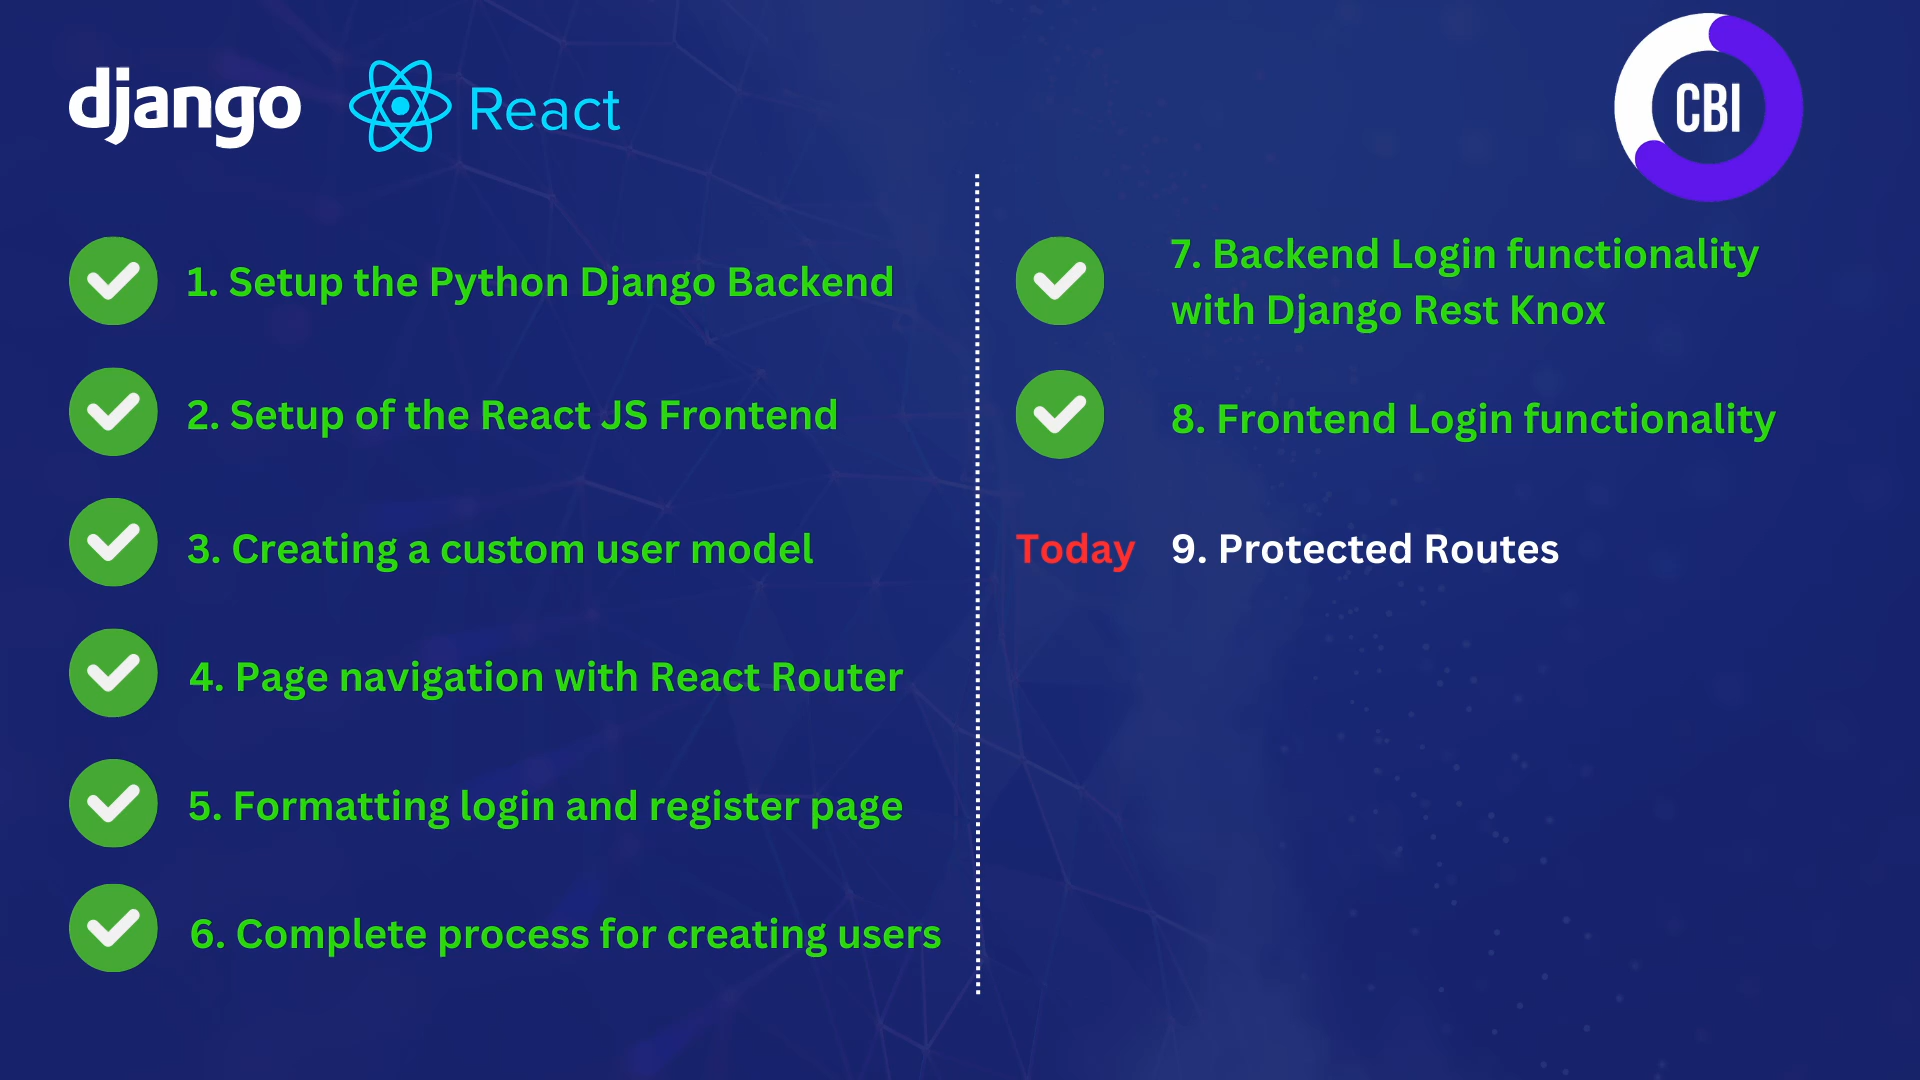 django
React
CBI
1. Setup the Python Django Backend
2. Setup of the React JS Frontend
3. Creating a custom user model
4. Page navigation with React Router
5. Formatting login and register page
6. Complete process for creating users
7. Backend Login functionality
with Django Rest Knox
8. Frontend Login functionality
Today 9. Protected Routes